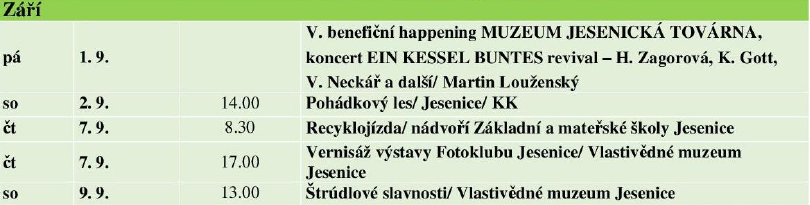 Září
V. benefiční happening MUZEUM JESENICKÁ TOVÁRNA,
pá 1. 9. koncert EIN KESSEL BUNTES revival – H. Zagorová, K. Gott,
V. Neckář a další/ Martin Louženský
so 2. 9. 14.00 Pohádkový les/ Jesenice/ KK
čt 7. 9. 8.30 Recyklojízda/ nádvoří Základní a mateřské školy Jesenice
čt 7. 9. 17.00 Vernisáž výstavy Fotoklubu Jesenice/ Vlastivědné muzeum
Jesenice
so 9. 9. 13.00 Štrúdlové slavnosti/ Vlastivědné muzeum Jesenice